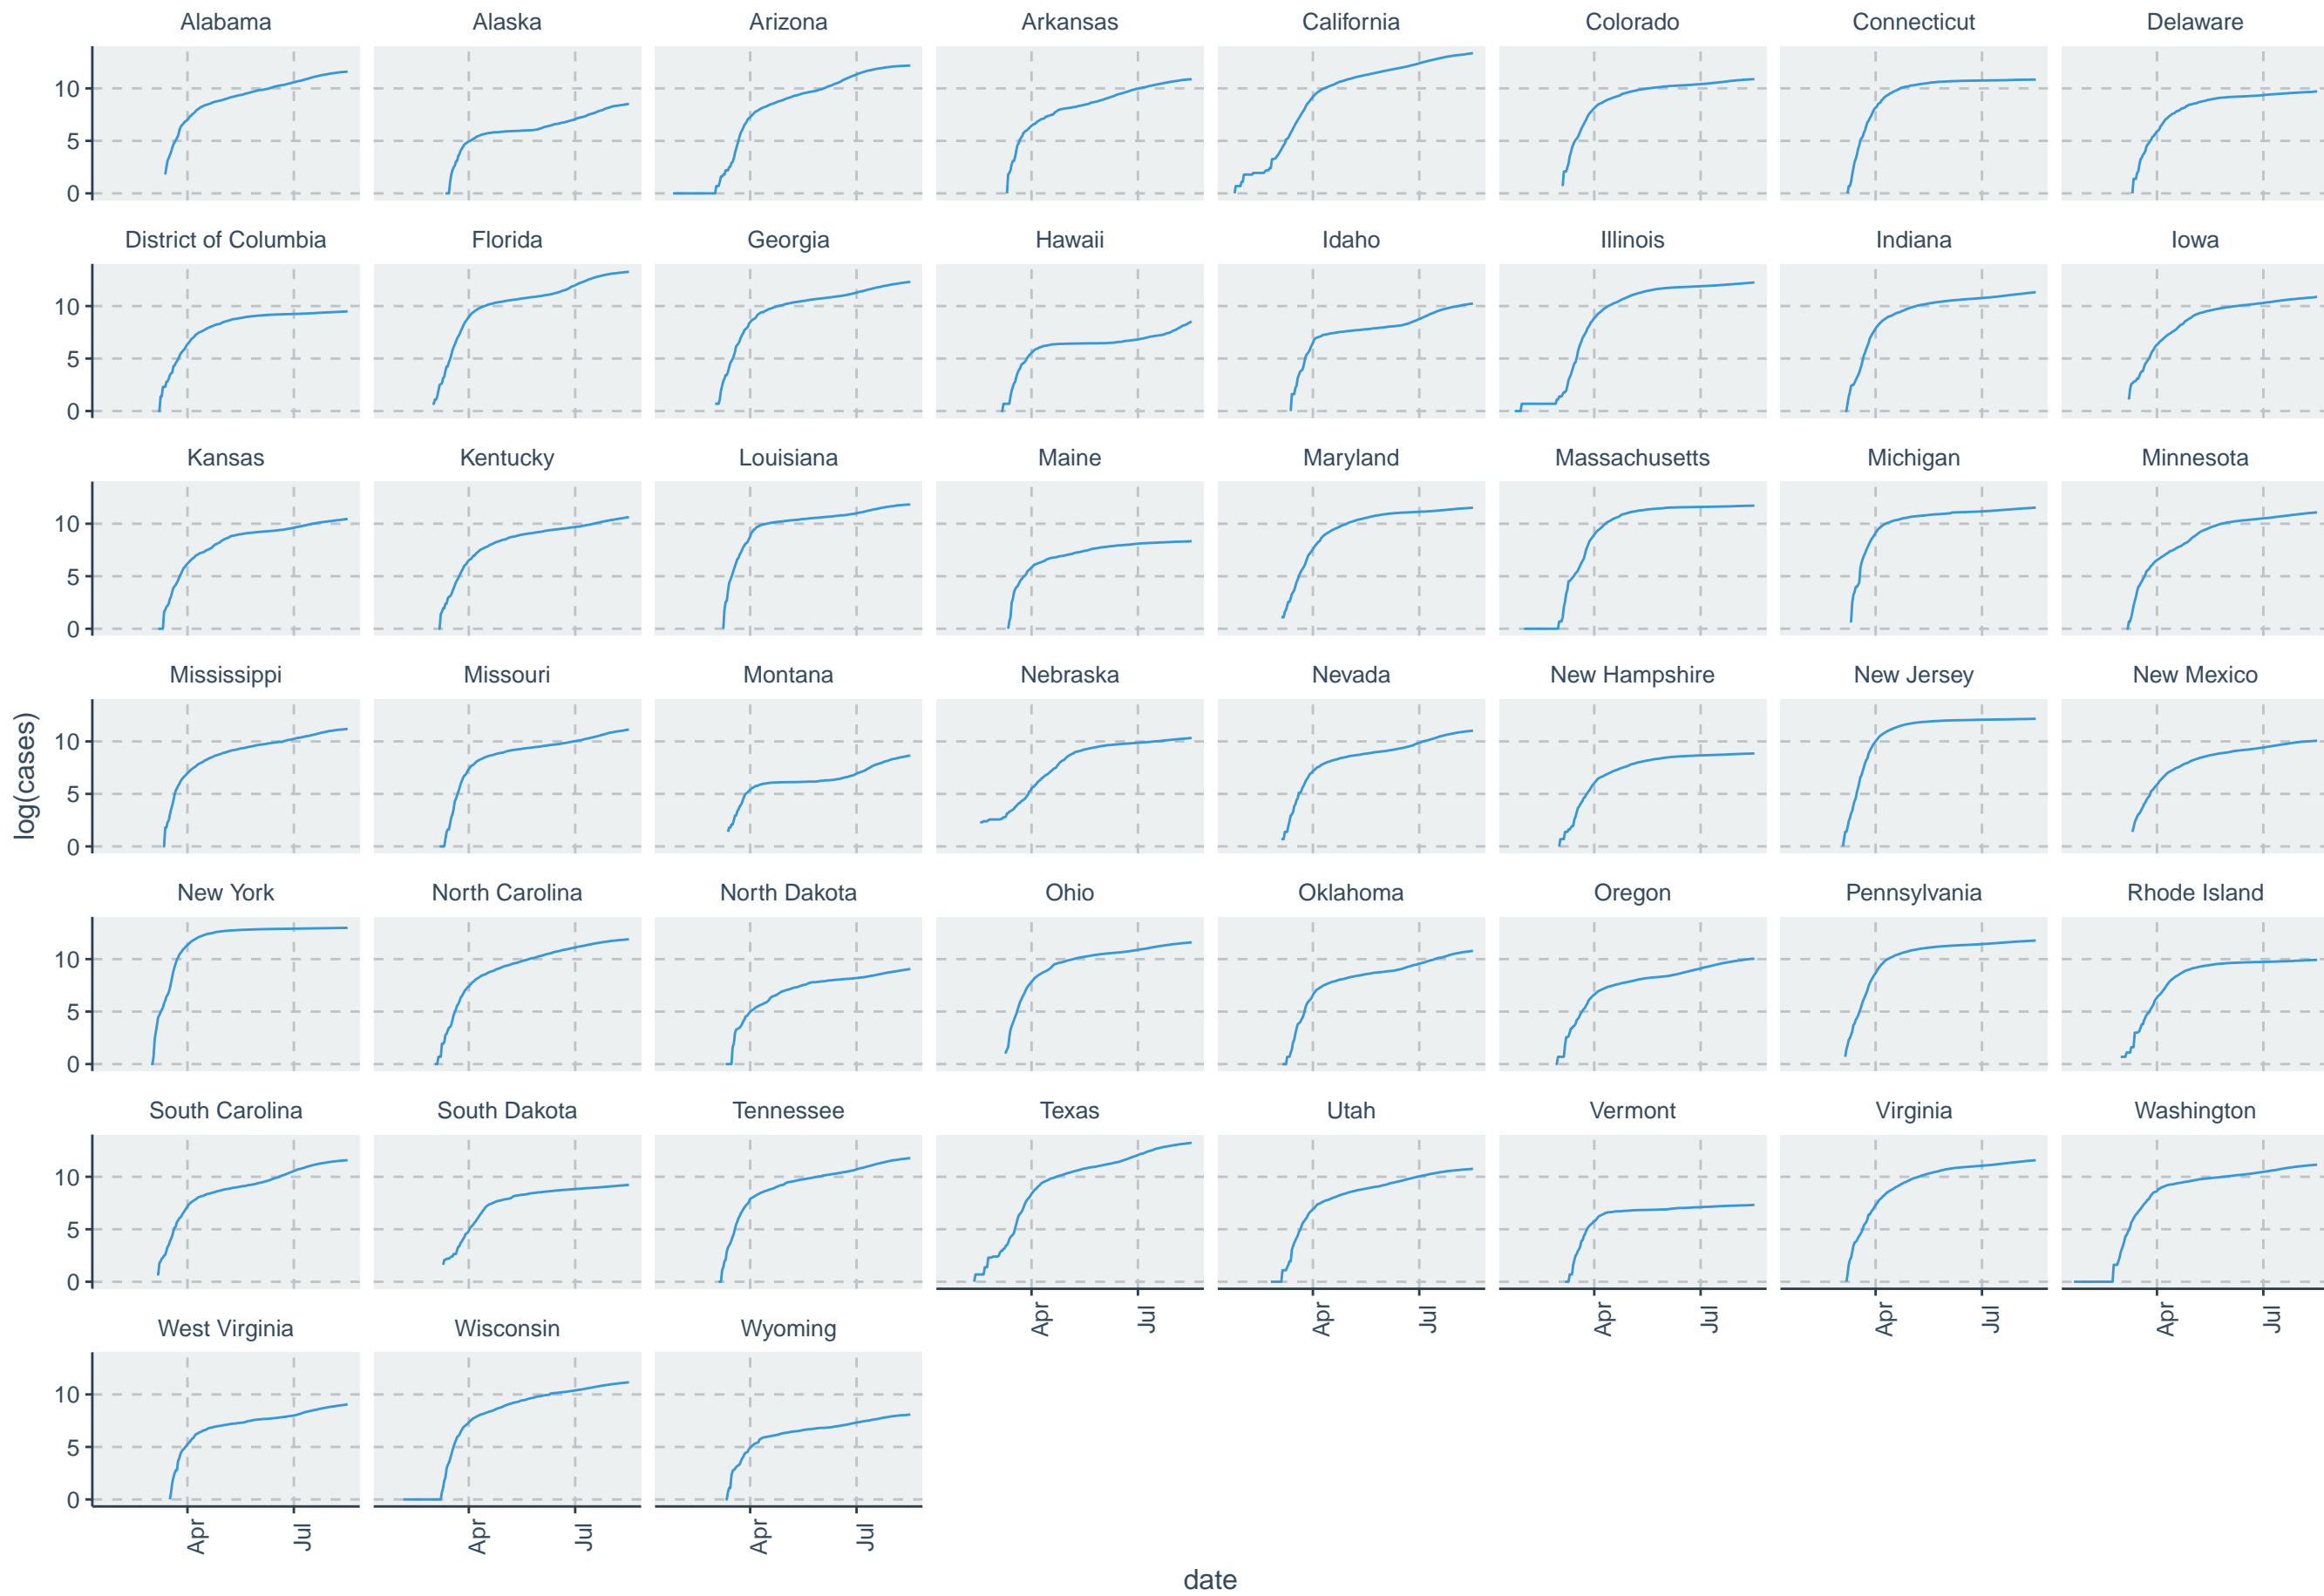 Alabama Alaska Arizona Arkansas California Colorado Connecticut Delaware
10
5
0
District of Columbia Florida Georgia Hawaii Idaho Illinois Indiana Iowa
10
5
0
Kansas Kentucky Louisiana Maine Maryland Massachusetts Michigan Minnesota
10
5
0
Mississippi Missouri Montana Nebraska Nevada New Hampshire New Jersey New Mexico
10
5
0
log(cases)
New York North Carolina North Dakota Ohio Oklahoma Oregon Pennsylvania Rhode Island
10
5
0
South Carolina South Dakota Tennessee Texas Utah Vermont Virginia Washington
10
5
0
Apr Jul Apr Jul Apr Jul Apr Jul Apr Jul
West Virginia Wisconsin Wyoming
10
5
0
Apr Jul Apr Jul Apr Jul
date